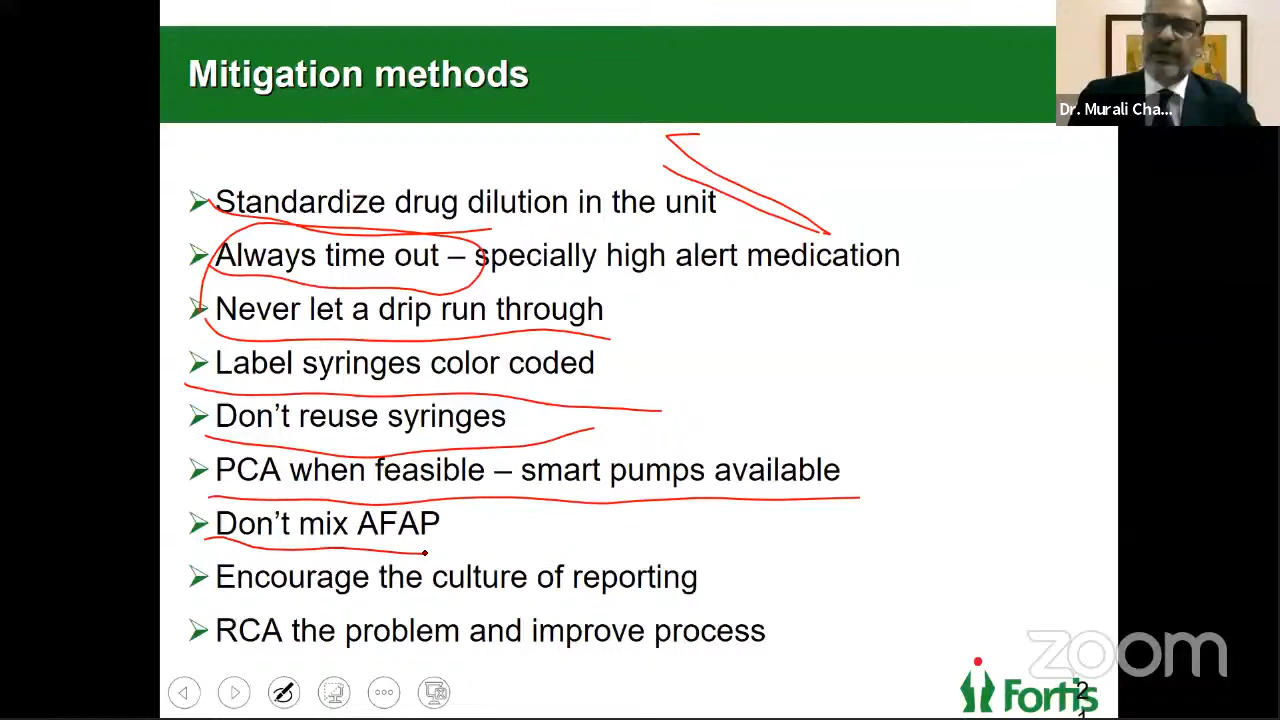 Mitigation methods
Dr. Murali Cha...
Standardize drug dilution in the unit
Always time out – specially high alert medication
Never let a drip run through
Label syringes color coded
Don’t reuse syringes
PCA when feasible – smart pumps available
Don’t mix AFAP
Encourage the culture of reporting
RCA the problem and improve process
zoom
Fortis
2
1